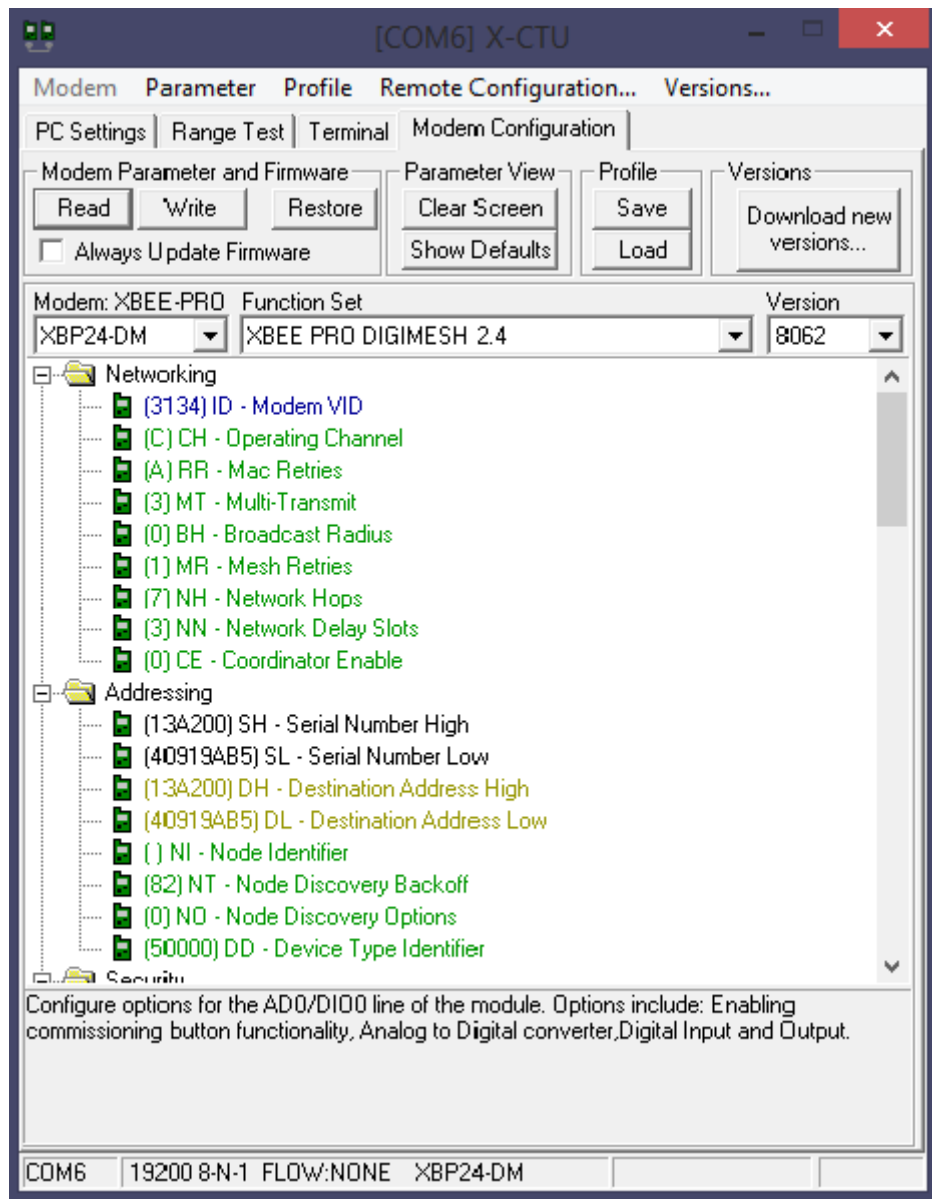 [COM6] X-CTU
Modem Parameter Profile Remote Configuration... Versions...
PC Settings Range Test Terminal Modem Configuration
Modem Parameter and Firmware Parameter View Profile Versions
Read Write Restore Clear Screen Save Download new versions...
Always Update Firmware Show Defaults Load
Modem: XBEE-PRO Function Set Version
XBP24-DM XBEE PRO DIGIMESH 2.4 8062
Networking
(3134) ID - Modem VID
(C) CH - Operating Channel
(A) RR - Mac Retries
(3) MT - Multi-Transmit
(0) BH - Broadcast Radius
(1) MR - Mesh Retries
(7) NH - Network Hops
(3) NN - Network Delay Slots
(0) CE - Coordinator Enable
Addressing
(13A200) SH - Serial Number High
(40919AB5) SL - Serial Number Low
(13A200) DH - Destination Address High
(40919AB5) DL - Destination Address Low
( ) NI - Node Identifier
(82) NT - Node Discovery Backoff
(0) NO - Node Discovery Options
(50000) DD - Device Type Identifier
Security
Configure options for the AD0/DIO0 line of the module. Options include: Enabling
commissioning button functionality, Analog to Digital converter,Digital Input and Output.
COM6 19200 8-N-1 FLOW:NONE XBP24-DM